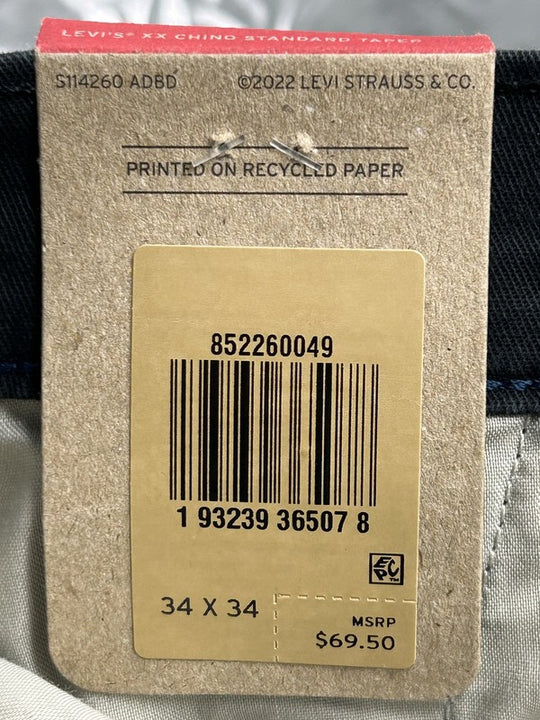 LEVI'S® XX CHINO STANDARD TAPER
S114260 ADBD ©2022 LEVI STRAUSS & CO.
PRINTED ON RECYCLED PAPER
852260049
1 93239 36507 8
EPC™
34 X 34
MSRP
$69.50